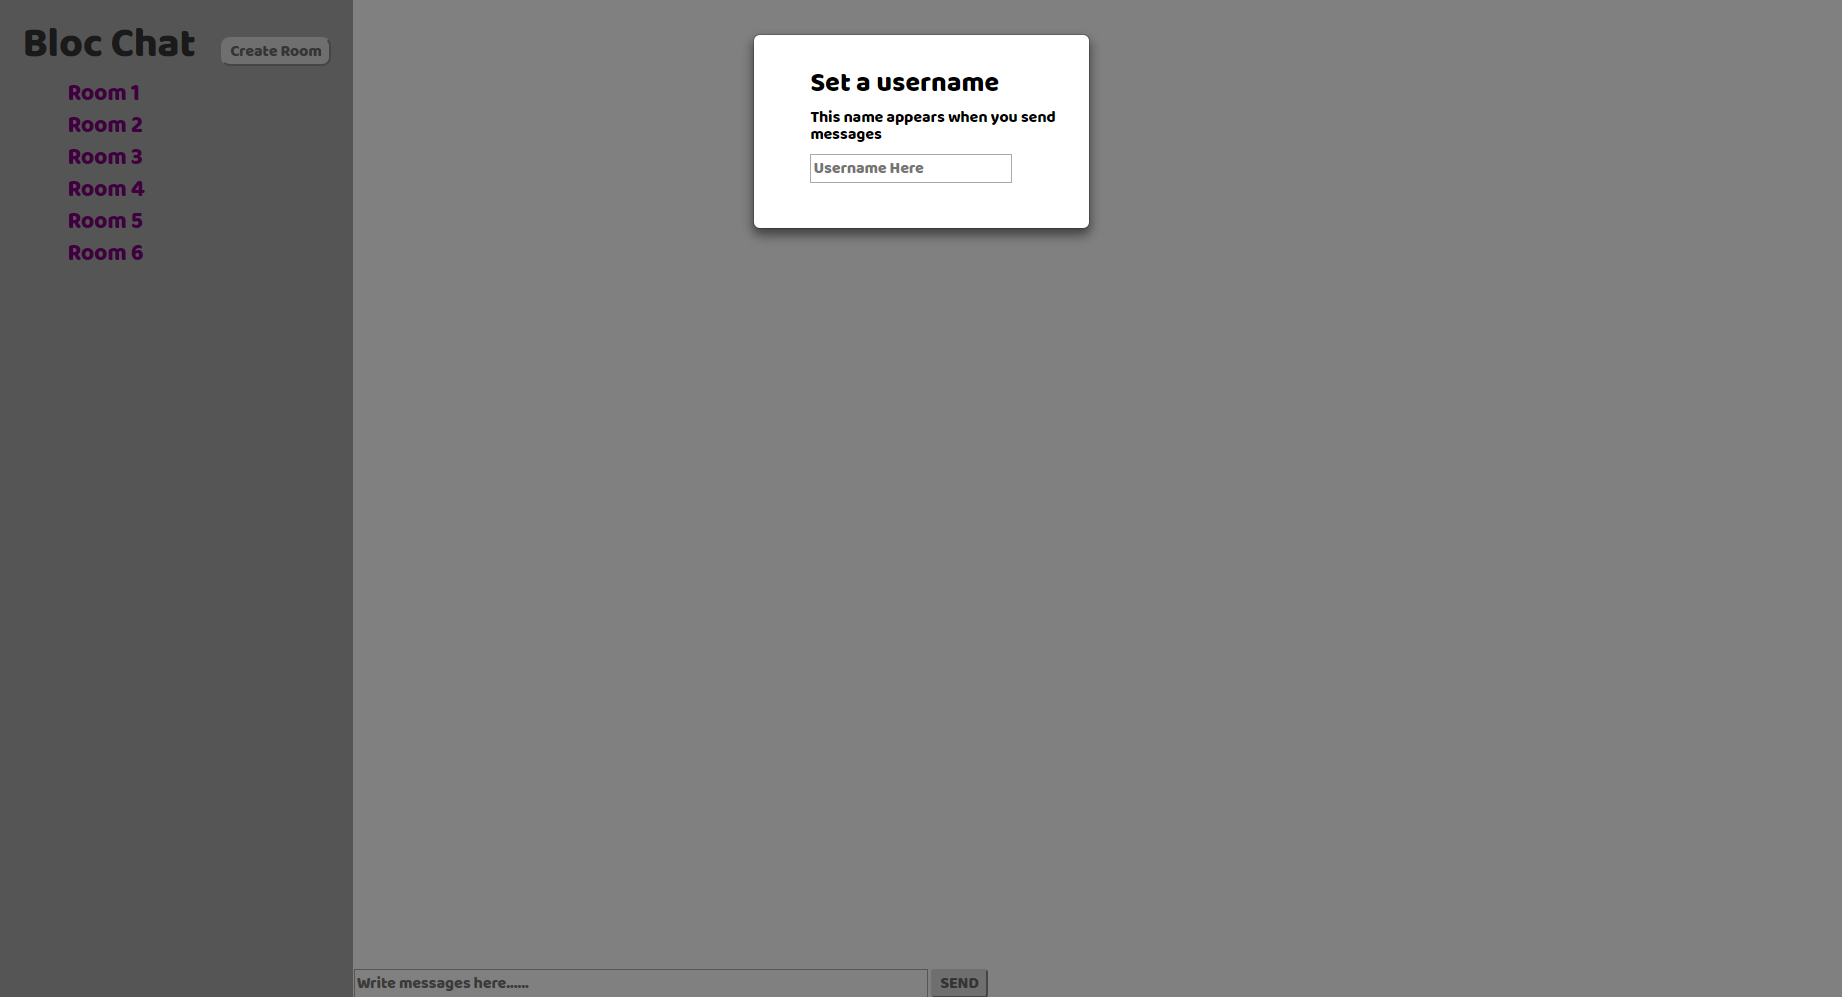 Bloc Chat
Create Room
Room 1
Room 2
Room 3
Room 4
Room 5
Room 6
Set a username
This name appears when you send
messages
Username Here
Write messages here......
SEND